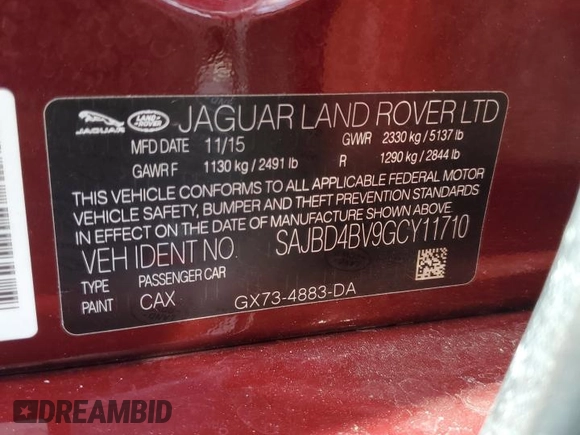 JAGUAR LAND-ROVER JAGUAR LAND ROVER LTD
MFD DATE 11/15 GVWR 2330 kg / 5137 lb
GAWR F 1130 kg / 2491 lb R 1290 kg / 2844 lb
THIS VEHICLE CONFORMS TO ALL APPLICABLE FEDERAL MOTOR
VEHICLE SAFETY, BUMPER AND THEFT PREVENTION STANDARDS
IN EFFECT ON THE DATE OF MANUFACTURE SHOWN ABOVE
VEH IDENT NO. SAJBD4BV9GCY11710
TYPE PASSENGER CAR
PAINT CAX GX73-4883-DA
DREAMBID